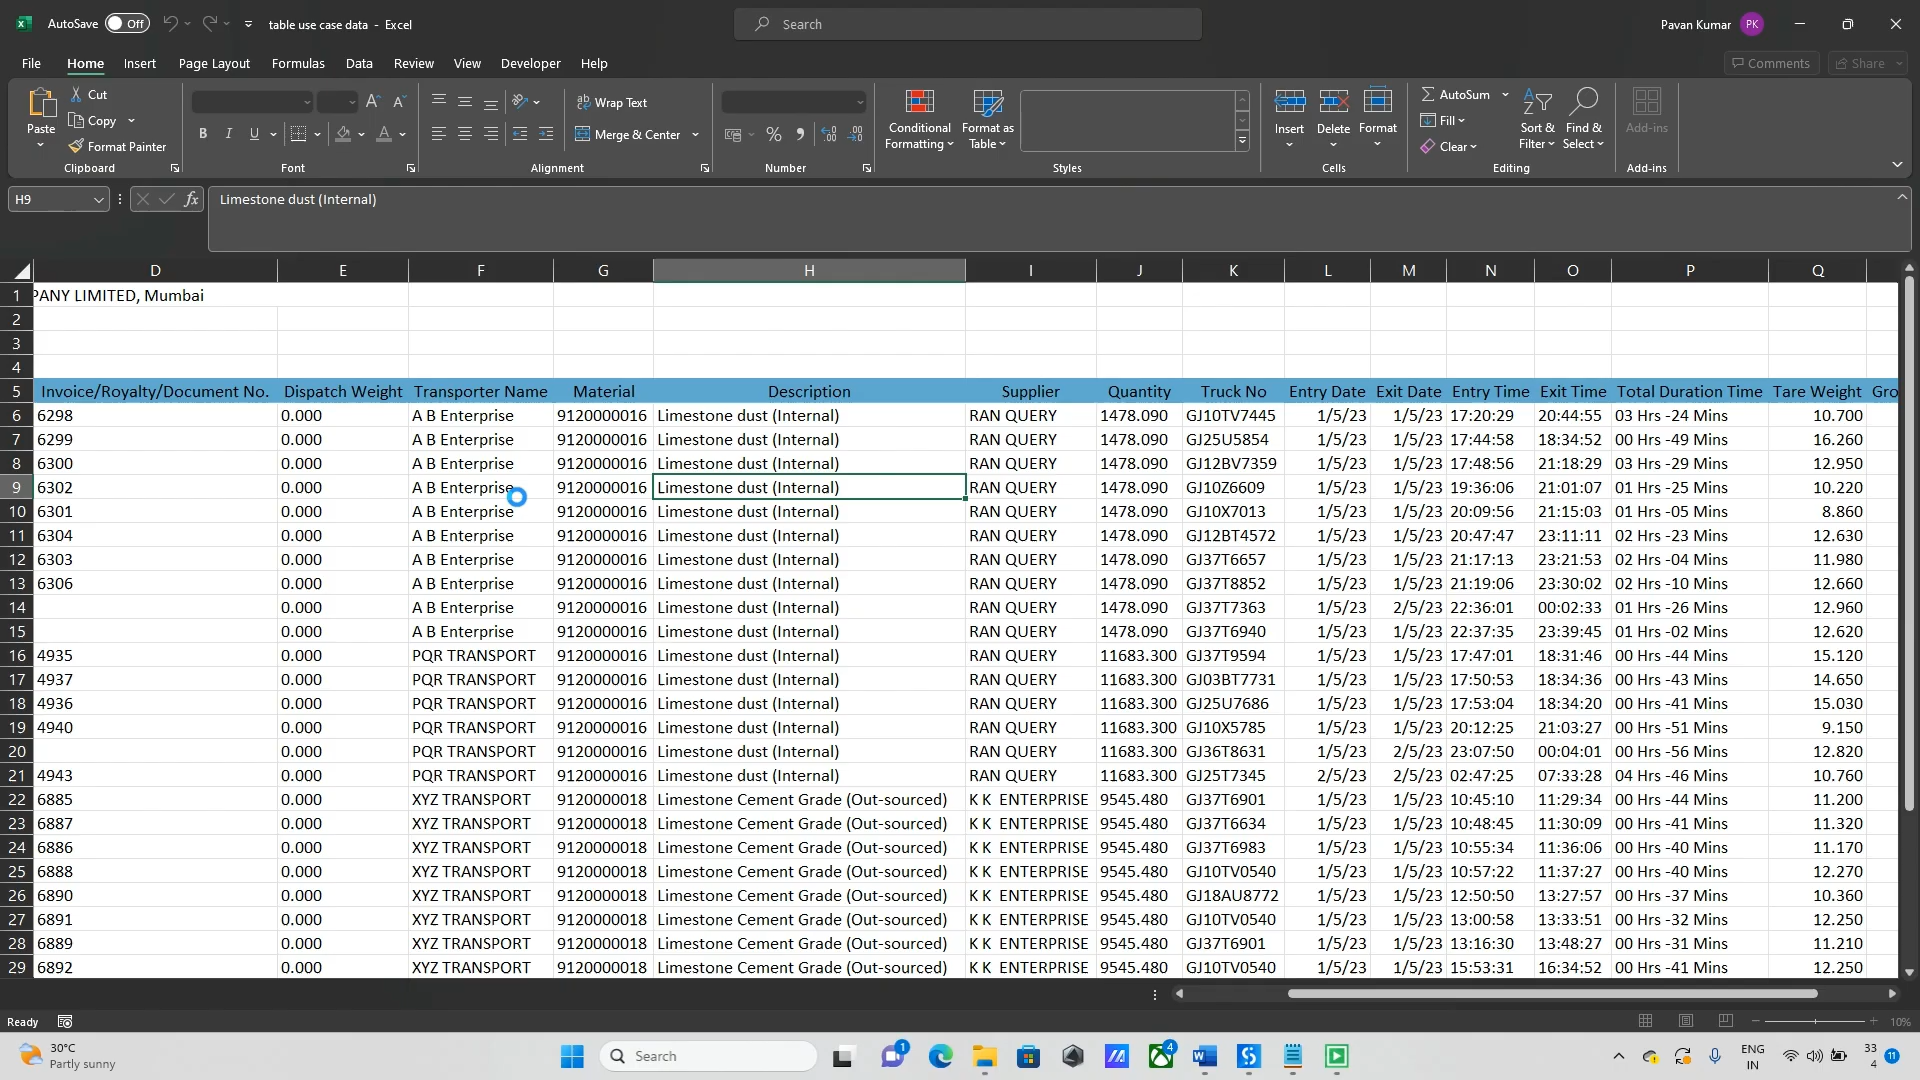 AutoSave Off table use case data - Excel Search Pavan Kumar PK
File Home Insert Page Layout Formulas Data Review View Developer Help Comments Share
Paste Cut Copy Format Painter Clipboard
B I U Font
Wrap Text Merge & Center Alignment
% , Number
Conditional Formatting Format as Table Styles
Insert Delete Format Cells
AutoSum Fill Clear Sort & Filter Find & Select Editing
Add-ins Add-ins
H9 fx Limestone dust (Internal)
D E F G H I J K L M N O P Q
1 PANY LIMITED, Mumbai
2
3
4
5 Invoice/Royalty/Document No. Dispatch Weight Transporter Name Material Description Supplier Quantity Truck No Entry Date Exit Date Entry Time Exit Time Total Duration Time Tare Weight Gro
6 6298 0.000 A B Enterprise 9120000016 Limestone dust (Internal) RAN QUERY 1478.090 GJ10TV7445 1/5/23 1/5/23 17:20:29 20:44:55 03 Hrs -24 Mins 10.700
7 6299 0.000 A B Enterprise 9120000016 Limestone dust (Internal) RAN QUERY 1478.090 GJ25U5854 1/5/23 1/5/23 17:44:58 18:34:52 00 Hrs -49 Mins 16.260
8 6300 0.000 A B Enterprise 9120000016 Limestone dust (Internal) RAN QUERY 1478.090 GJ12BV7359 1/5/23 1/5/23 17:48:56 21:18:29 03 Hrs -29 Mins 12.950
9 6302 0.000 A B Enterprise 9120000016 Limestone dust (Internal) RAN QUERY 1478.090 GJ10Z6609 1/5/23 1/5/23 19:36:06 21:01:07 01 Hrs -25 Mins 10.220
10 6301 0.000 A B Enterprise 9120000016 Limestone dust (Internal) RAN QUERY 1478.090 GJ10X7013 1/5/23 1/5/23 20:09:56 21:15:03 01 Hrs -05 Mins 8.860
11 6304 0.000 A B Enterprise 9120000016 Limestone dust (Internal) RAN QUERY 1478.090 GJ12BT4572 1/5/23 1/5/23 20:47:47 23:11:11 02 Hrs -23 Mins 12.630
12 6303 0.000 A B Enterprise 9120000016 Limestone dust (Internal) RAN QUERY 1478.090 GJ37T6657 1/5/23 1/5/23 21:17:13 23:21:53 02 Hrs -04 Mins 11.980
13 6306 0.000 A B Enterprise 9120000016 Limestone dust (Internal) RAN QUERY 1478.090 GJ37T8852 1/5/23 1/5/23 21:19:06 23:30:02 02 Hrs -10 Mins 12.660
14 0.000 A B Enterprise 9120000016 Limestone dust (Internal) RAN QUERY 1478.090 GJ37T7363 1/5/23 2/5/23 22:36:01 00:02:33 01 Hrs -26 Mins 12.960
15 0.000 A B Enterprise 9120000016 Limestone dust (Internal) RAN QUERY 1478.090 GJ37T6940 1/5/23 1/5/23 22:37:35 23:39:45 01 Hrs -02 Mins 12.620
16 4935 0.000 PQR TRANSPORT 9120000016 Limestone dust (Internal) RAN QUERY 11683.300 GJ37T9594 1/5/23 1/5/23 17:47:01 18:31:46 00 Hrs -44 Mins 15.120
17 4937 0.000 PQR TRANSPORT 9120000016 Limestone dust (Internal) RAN QUERY 11683.300 GJ03BT7731 1/5/23 1/5/23 17:50:53 18:34:36 00 Hrs -43 Mins 14.650
18 4936 0.000 PQR TRANSPORT 9120000016 Limestone dust (Internal) RAN QUERY 11683.300 GJ25U7686 1/5/23 1/5/23 17:53:04 18:34:20 00 Hrs -41 Mins 15.030
19 4940 0.000 PQR TRANSPORT 9120000016 Limestone dust (Internal) RAN QUERY 11683.300 GJ10X5785 1/5/23 1/5/23 20:12:25 21:03:27 00 Hrs -51 Mins 9.150
20 0.000 PQR TRANSPORT 9120000016 Limestone dust (Internal) RAN QUERY 11683.300 GJ36T8631 1/5/23 2/5/23 23:07:50 00:04:01 00 Hrs -56 Mins 12.820
21 4943 0.000 PQR TRANSPORT 9120000016 Limestone dust (Internal) RAN QUERY 11683.300 GJ25T7345 2/5/23 2/5/23 02:47:25 07:33:28 04 Hrs -46 Mins 10.760
22 6885 0.000 XYZ TRANSPORT 9120000018 Limestone Cement Grade (Out-sourced) K K ENTERPRISE 9545.480 GJ37T6901 1/5/23 1/5/23 10:45:10 11:29:34 00 Hrs -44 Mins 11.200
23 6887 0.000 XYZ TRANSPORT 9120000018 Limestone Cement Grade (Out-sourced) K K ENTERPRISE 9545.480 GJ37T6634 1/5/23 1/5/23 10:48:45 11:30:09 00 Hrs -41 Mins 11.320
24 6886 0.000 XYZ TRANSPORT 9120000018 Limestone Cement Grade (Out-sourced) K K ENTERPRISE 9545.480 GJ37T6983 1/5/23 1/5/23 10:55:34 11:36:06 00 Hrs -40 Mins 11.170
25 6888 0.000 XYZ TRANSPORT 9120000018 Limestone Cement Grade (Out-sourced) K K ENTERPRISE 9545.480 GJ10TV0540 1/5/23 1/5/23 10:57:22 11:37:27 00 Hrs -40 Mins 12.270
26 6890 0.000 XYZ TRANSPORT 9120000018 Limestone Cement Grade (Out-sourced) K K ENTERPRISE 9545.480 GJ18AU8772 1/5/23 1/5/23 12:50:50 13:27:57 00 Hrs -37 Mins 10.360
27 6891 0.000 XYZ TRANSPORT 9120000018 Limestone Cement Grade (Out-sourced) K K ENTERPRISE 9545.480 GJ10TV0540 1/5/23 1/5/23 13:00:58 13:33:51 00 Hrs -32 Mins 12.250
28 6889 0.000 XYZ TRANSPORT 9120000018 Limestone Cement Grade (Out-sourced) K K ENTERPRISE 9545.480 GJ37T6901 1/5/23 1/5/23 13:16:30 13:48:27 00 Hrs -31 Mins 11.210
29 6892 0.000 XYZ TRANSPORT 9120000018 Limestone Cement Grade (Out-sourced) K K ENTERPRISE 9545.480 GJ10TV0540 1/5/23 1/5/23 15:53:31 16:34:52 00 Hrs -41 Mins 12.250
Ready 10%
30°C Partly sunny Search 1 4 ENG IN 33 4 11